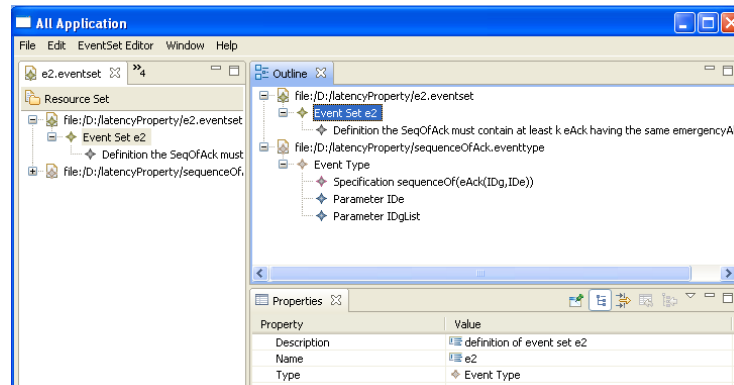 All Application
File Edit EventSet Editor Window Help
e2.eventset
4
Resource Set
file:/D:/latencyProperty/e2.eventset
Event Set e2
Definition the SeqOfAck must
file:/D:/latencyProperty/sequenceOf.
Outline
file:/D:/latencyProperty/e2.eventset
Event Set e2
Definition the SeqOfAck must contain at least k eAck having the same emergencyA
file:/D:/latencyProperty/sequenceOfAck.eventtype
Event Type
Specification sequenceOf(eAck(IDg,IDe))
Parameter IDe
Parameter IDgList
Properties
Property Value
Description definition of event set e2
Name e2
Type Event Type